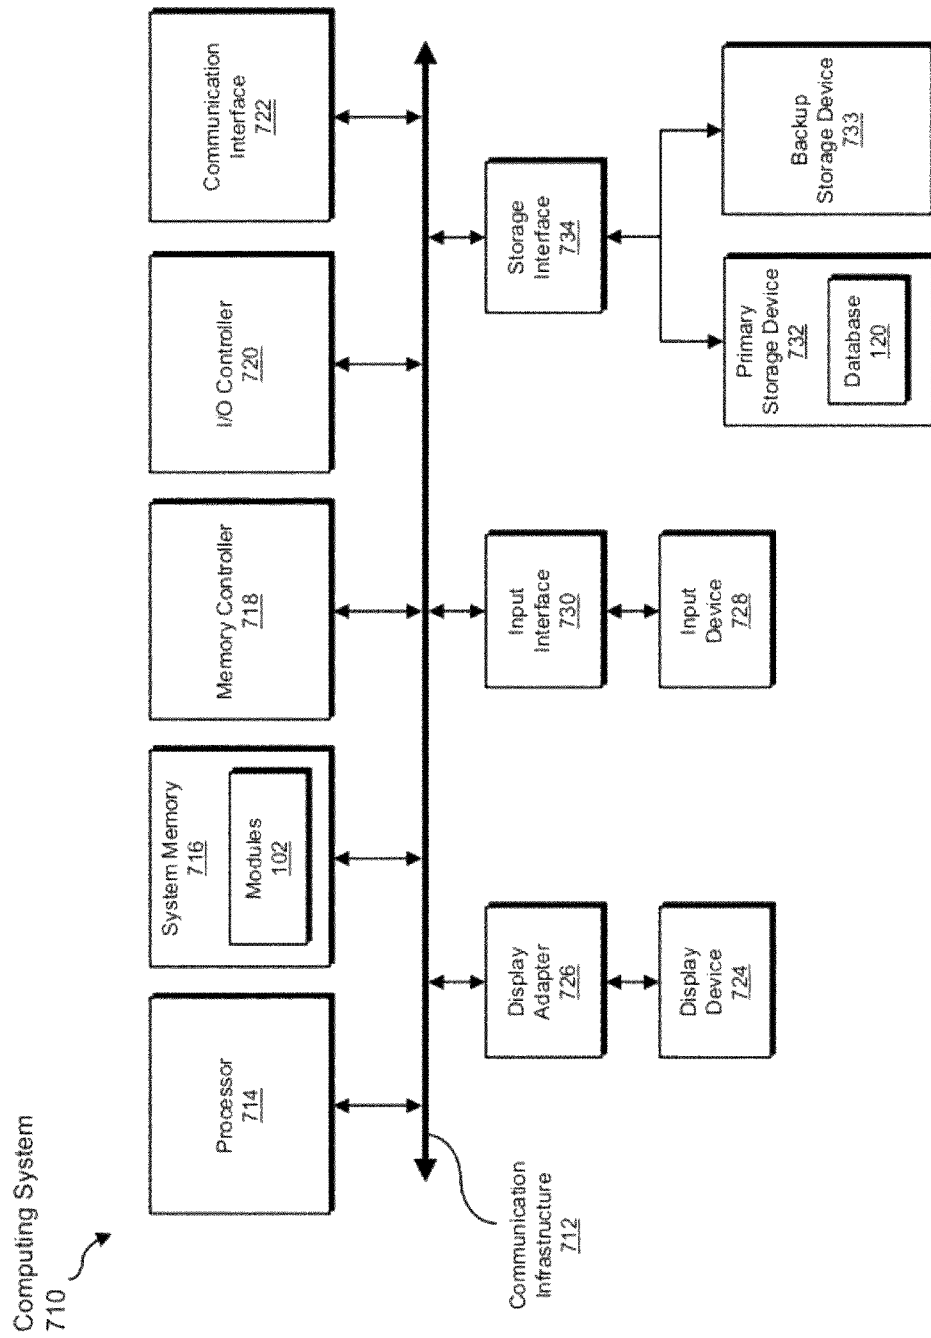 Computing System
710
Processor
714
System Memory
716
Modules
102
Memory Controller
718
I/O Controller
720
Communication
Interface
722
Communication
Infrastructure
712
Display
Adapter
726
Input
Interface
730
Storage
Interface
734
Display
Device
724
Input
Device
728
Primary
Storage Device
732
Database
120
Backup
Storage Device
733